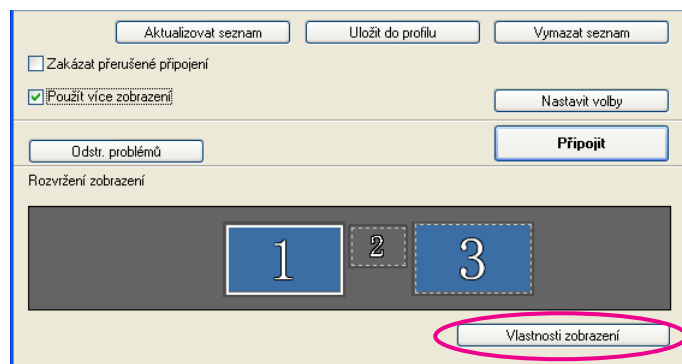 Aktualizovat seznam Uložit do profilu Vymazat seznam
Zakázat přerušené připojení
Použít více zobrazení
Nastavit volby
Připojit
Odstr. problémů
Rozvržení zobrazení
1 2 3
Vlastnosti zobrazení